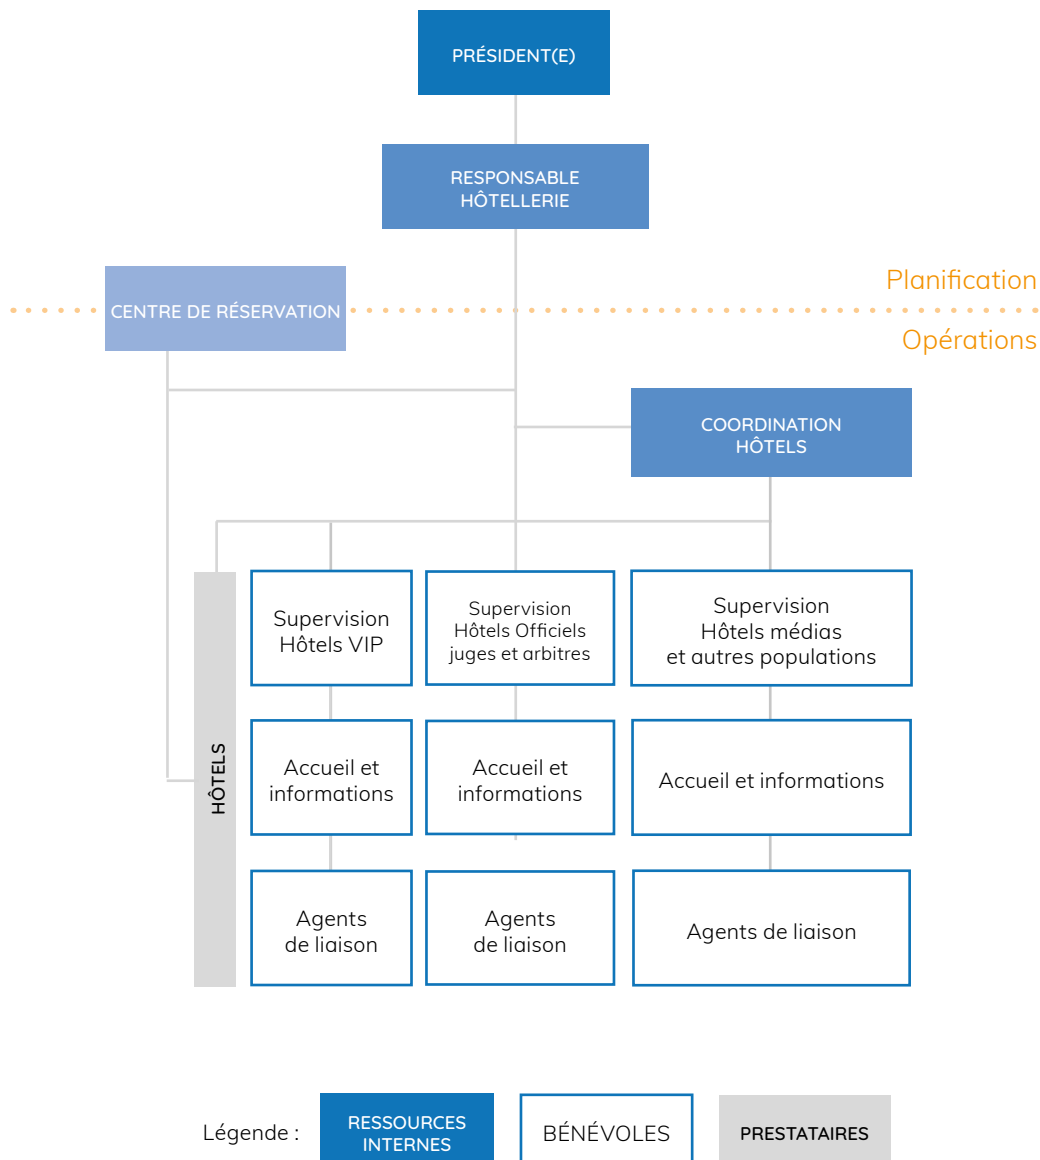 PRÉSIDENT(E)
RESPONSABLE
HÔTELLERIE
Planification
CENTRE DE RÉSERVATION
Opérations
COORDINATION
HÔTELS
HÔTELS
Supervision
Hôtels VIP
Supervision
Hôtels Officiels
juges et arbitres
Supervision
Hôtels médias
et autres populations
Accueil et
informations
Accueil et
informations
Accueil et informations
Agents
de liaison
Agents
de liaison
Agents de liaison
Légende :
RESSOURCES
INTERNES
BÉNÉVOLES
PRESTATAIRES